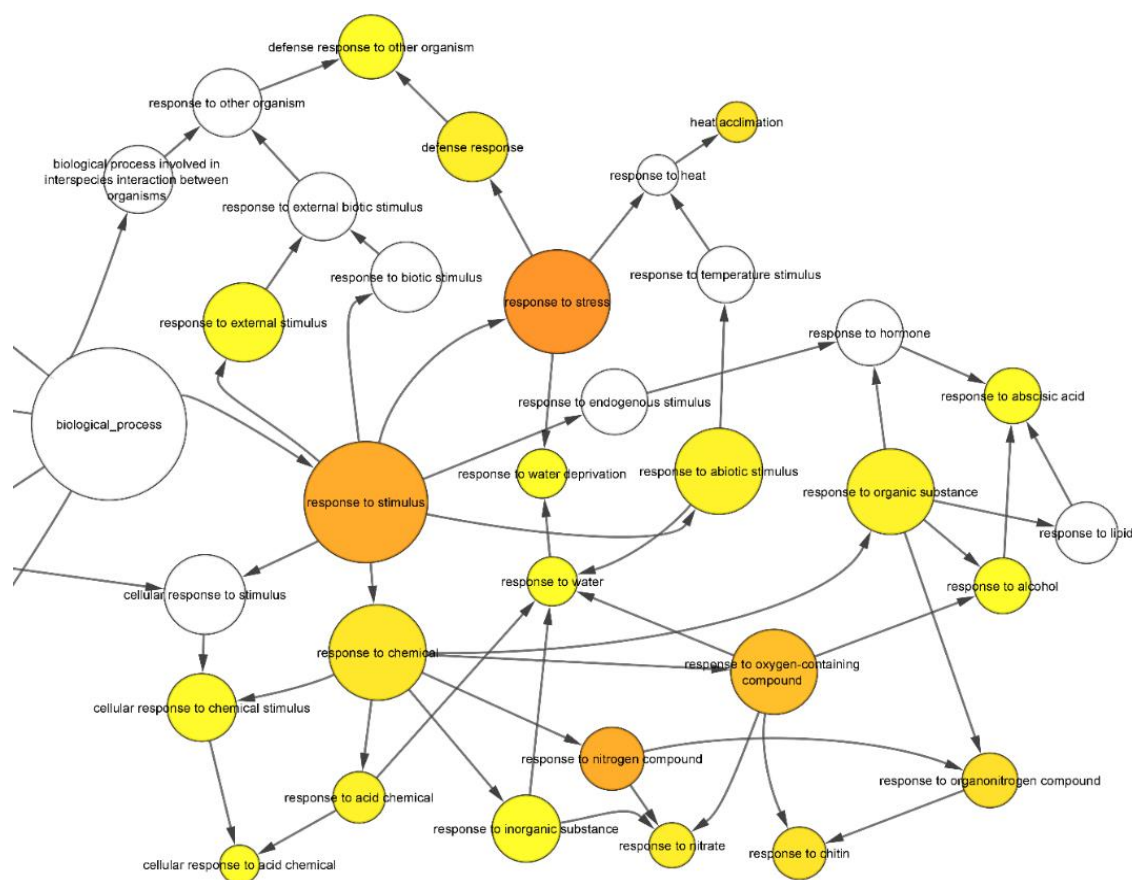 defense response to other organism
response to other organism
heat acclimation
defense response
biological process involved in
interspecies interaction between
organisms
response to heat
response to external biotic stimulus
response to biotic stimulus
response to temperature stimulus
response to stress
response to external stimulus
response to hormone
response to endogenous stimulus
response to abscisic acid
biological_process
response to water deprivation
response to abiotic stimulus
response to organic substance
response to stimulus
response to lipid
response to water
response to alcohol
cellular response to stimulus
response to chemical
response to oxygen-containing
compound
cellular response to chemical stimulus
response to nitrogen compound
response to organonitrogen compound
response to acid chemical
response to inorganic substance
response to nitrate
response to chitin
cellular response to acid chemical